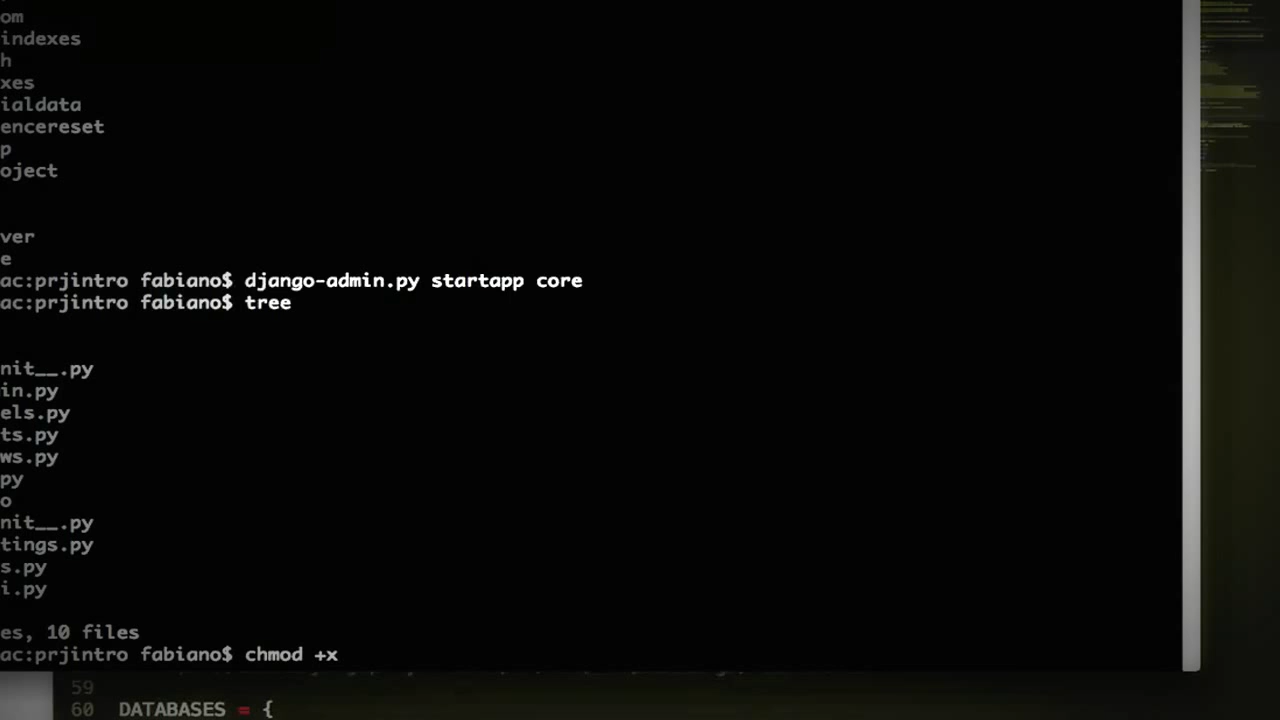 om
indexes
h
xes
ialdata
encereset
p
oject
ver
e
ac:prjintro fabiano$ django-admin.py startapp core
ac:prjintro fabiano$ tree
nit__.py
in.py
els.py
ts.py
ws.py
py
o
nit__.py
tings.py
s.py
i.py
es, 10 files
ac:prjintro fabiano$ chmod +x
59
60 DATABASES = {